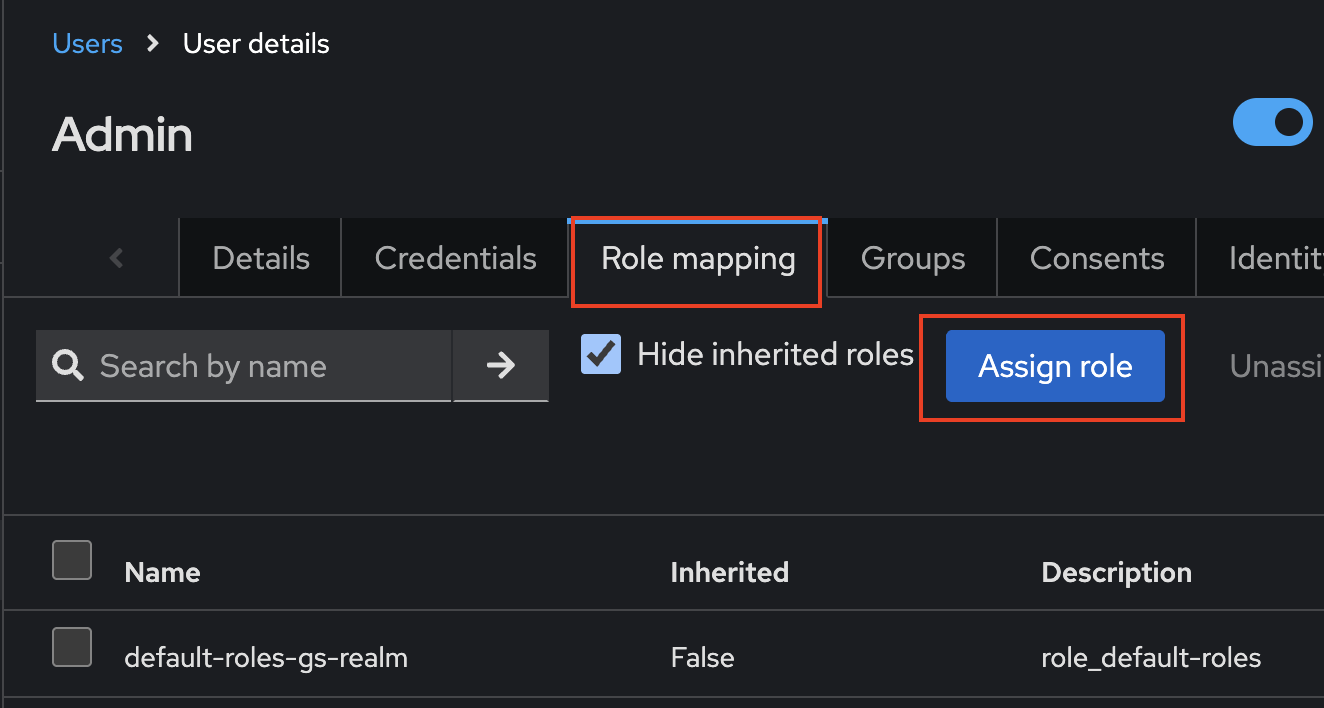 Users > User details
Admin
Details Credentials Role mapping Groups Consents Identit
Search by name Hide inherited roles Assign role Unassi
Name Inherited Description
default-roles-gs-realm False role_default-roles